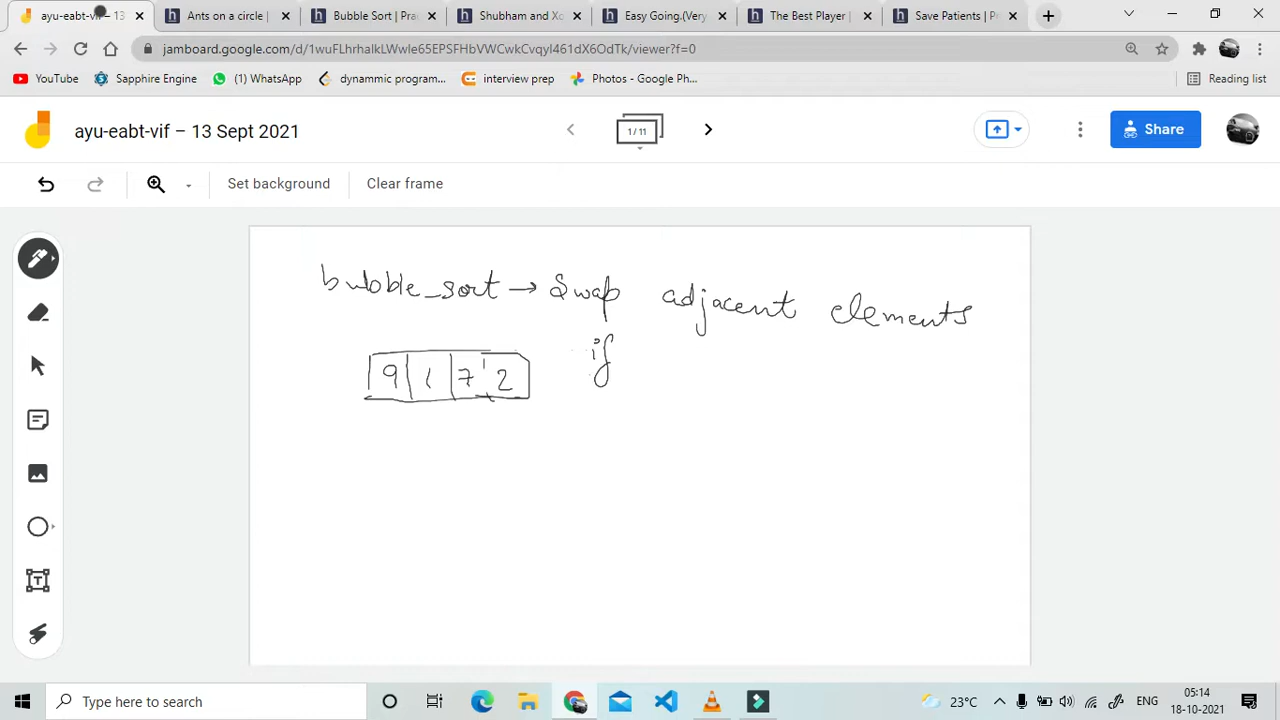 ayu-eabt-vif – 13
Ants on a circle |
Bubble Sort | Pra
Shubham and Xo
Easy Going.(Very
The Best Player |
Save Patients | P
jamboard.google.com/d/1wuFLhrhalkLWwle65EPSFHbVWCwkCvqyl461dX6OdTk/viewer?f=0
YouTube Sapphire Engine (1) WhatsApp dynammic program... interview prep Photos - Google Ph... Reading list
ayu-eabt-vif – 13 Sept 2021
1 / 11
Share
Set background Clear frame
bubble_sort → Swap adjacent elements
9 1 7 2 if
Type here to search
23°C
ENG
05:14
18-10-2021